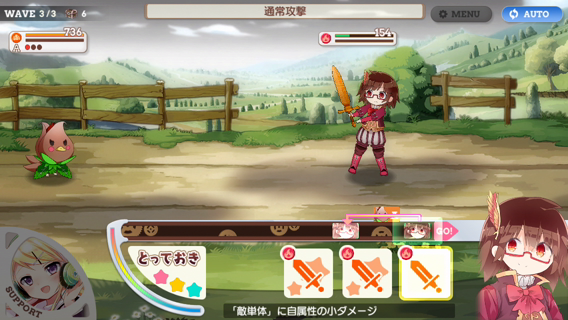 WAVE 3/3 6
通常攻撃
MENU
AUTO
736
A
154
GO!
とっておき
SUPPORT
「敵単体」に自属性の小ダメージ